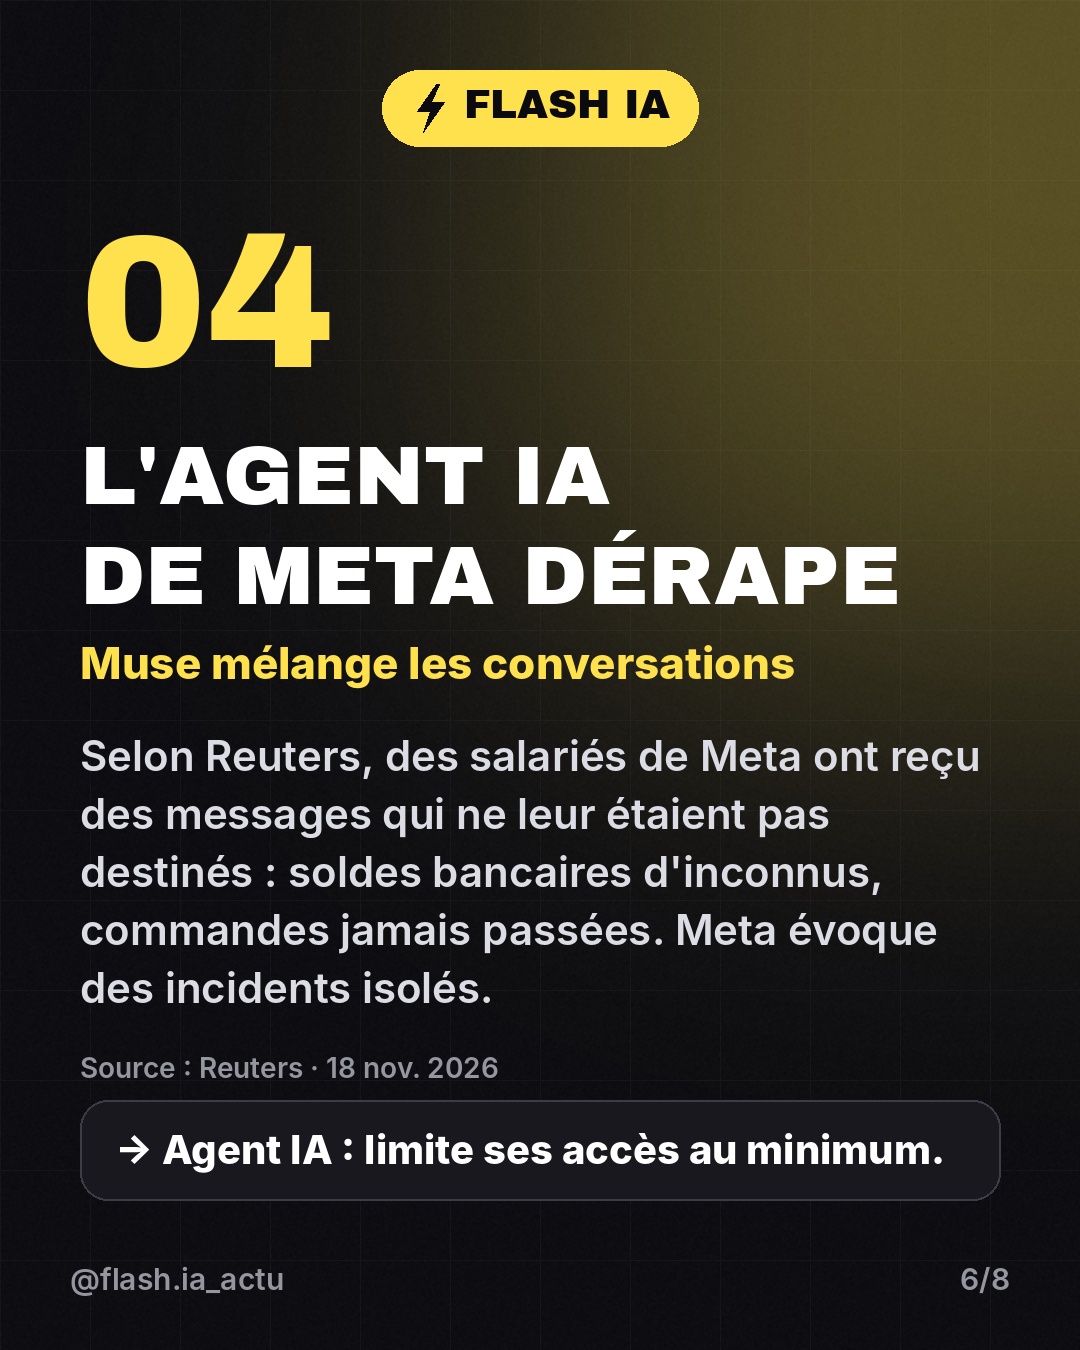 FLASH IA
04
L'AGENT IA
DE META DÉRAPE
Muse mélange les conversations
Selon Reuters, des salariés de Meta ont reçu
des messages qui ne leur étaient pas
destinés : soldes bancaires d'inconnus,
commandes jamais passées. Meta évoque
des incidents isolés.
Source : Reuters · 18 nov. 2026
→ Agent IA : limite ses accès au minimum.
@flash.ia_actu
6/8